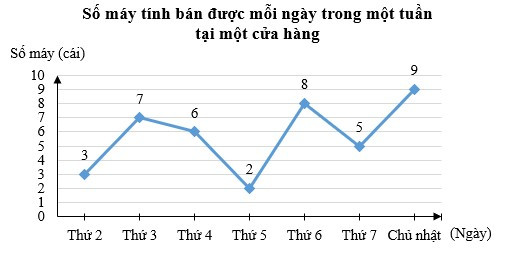 Số máy tính bán được mỗi ngày trong một tuần
tại một cửa hàng
Số máy (cái)
10
9
8
7
6
5
4
3
2
1
0
3
7
6
2
8
5
9
Thứ 2
Thứ 3
Thứ 4
Thứ 5
Thứ 6
Thứ 7
Chủ nhật
(Ngày)